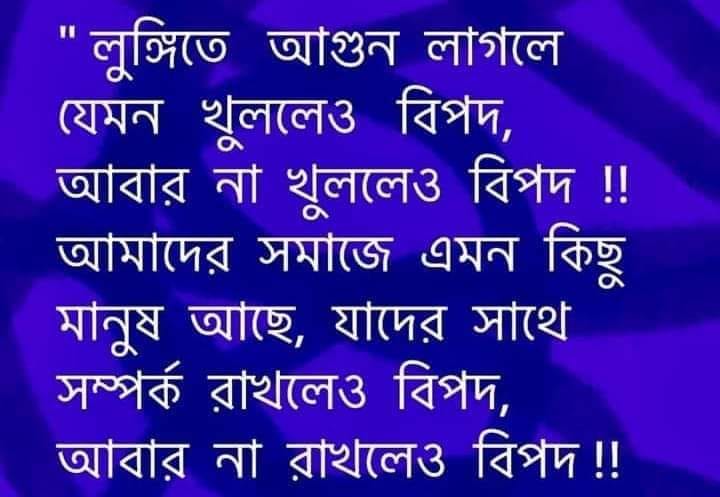 " লুঙ্গিতে আগুন লাগলে
যেমন খুললেও বিপদ,
আবার না খুললেও বিপদ !!
আমাদের সমাজে এমন কিছু
মানুষ আছে, যাদের সাথে
সম্পর্ক রাখলেও বিপদ,
আবার না রাখলেও বিপদ !!